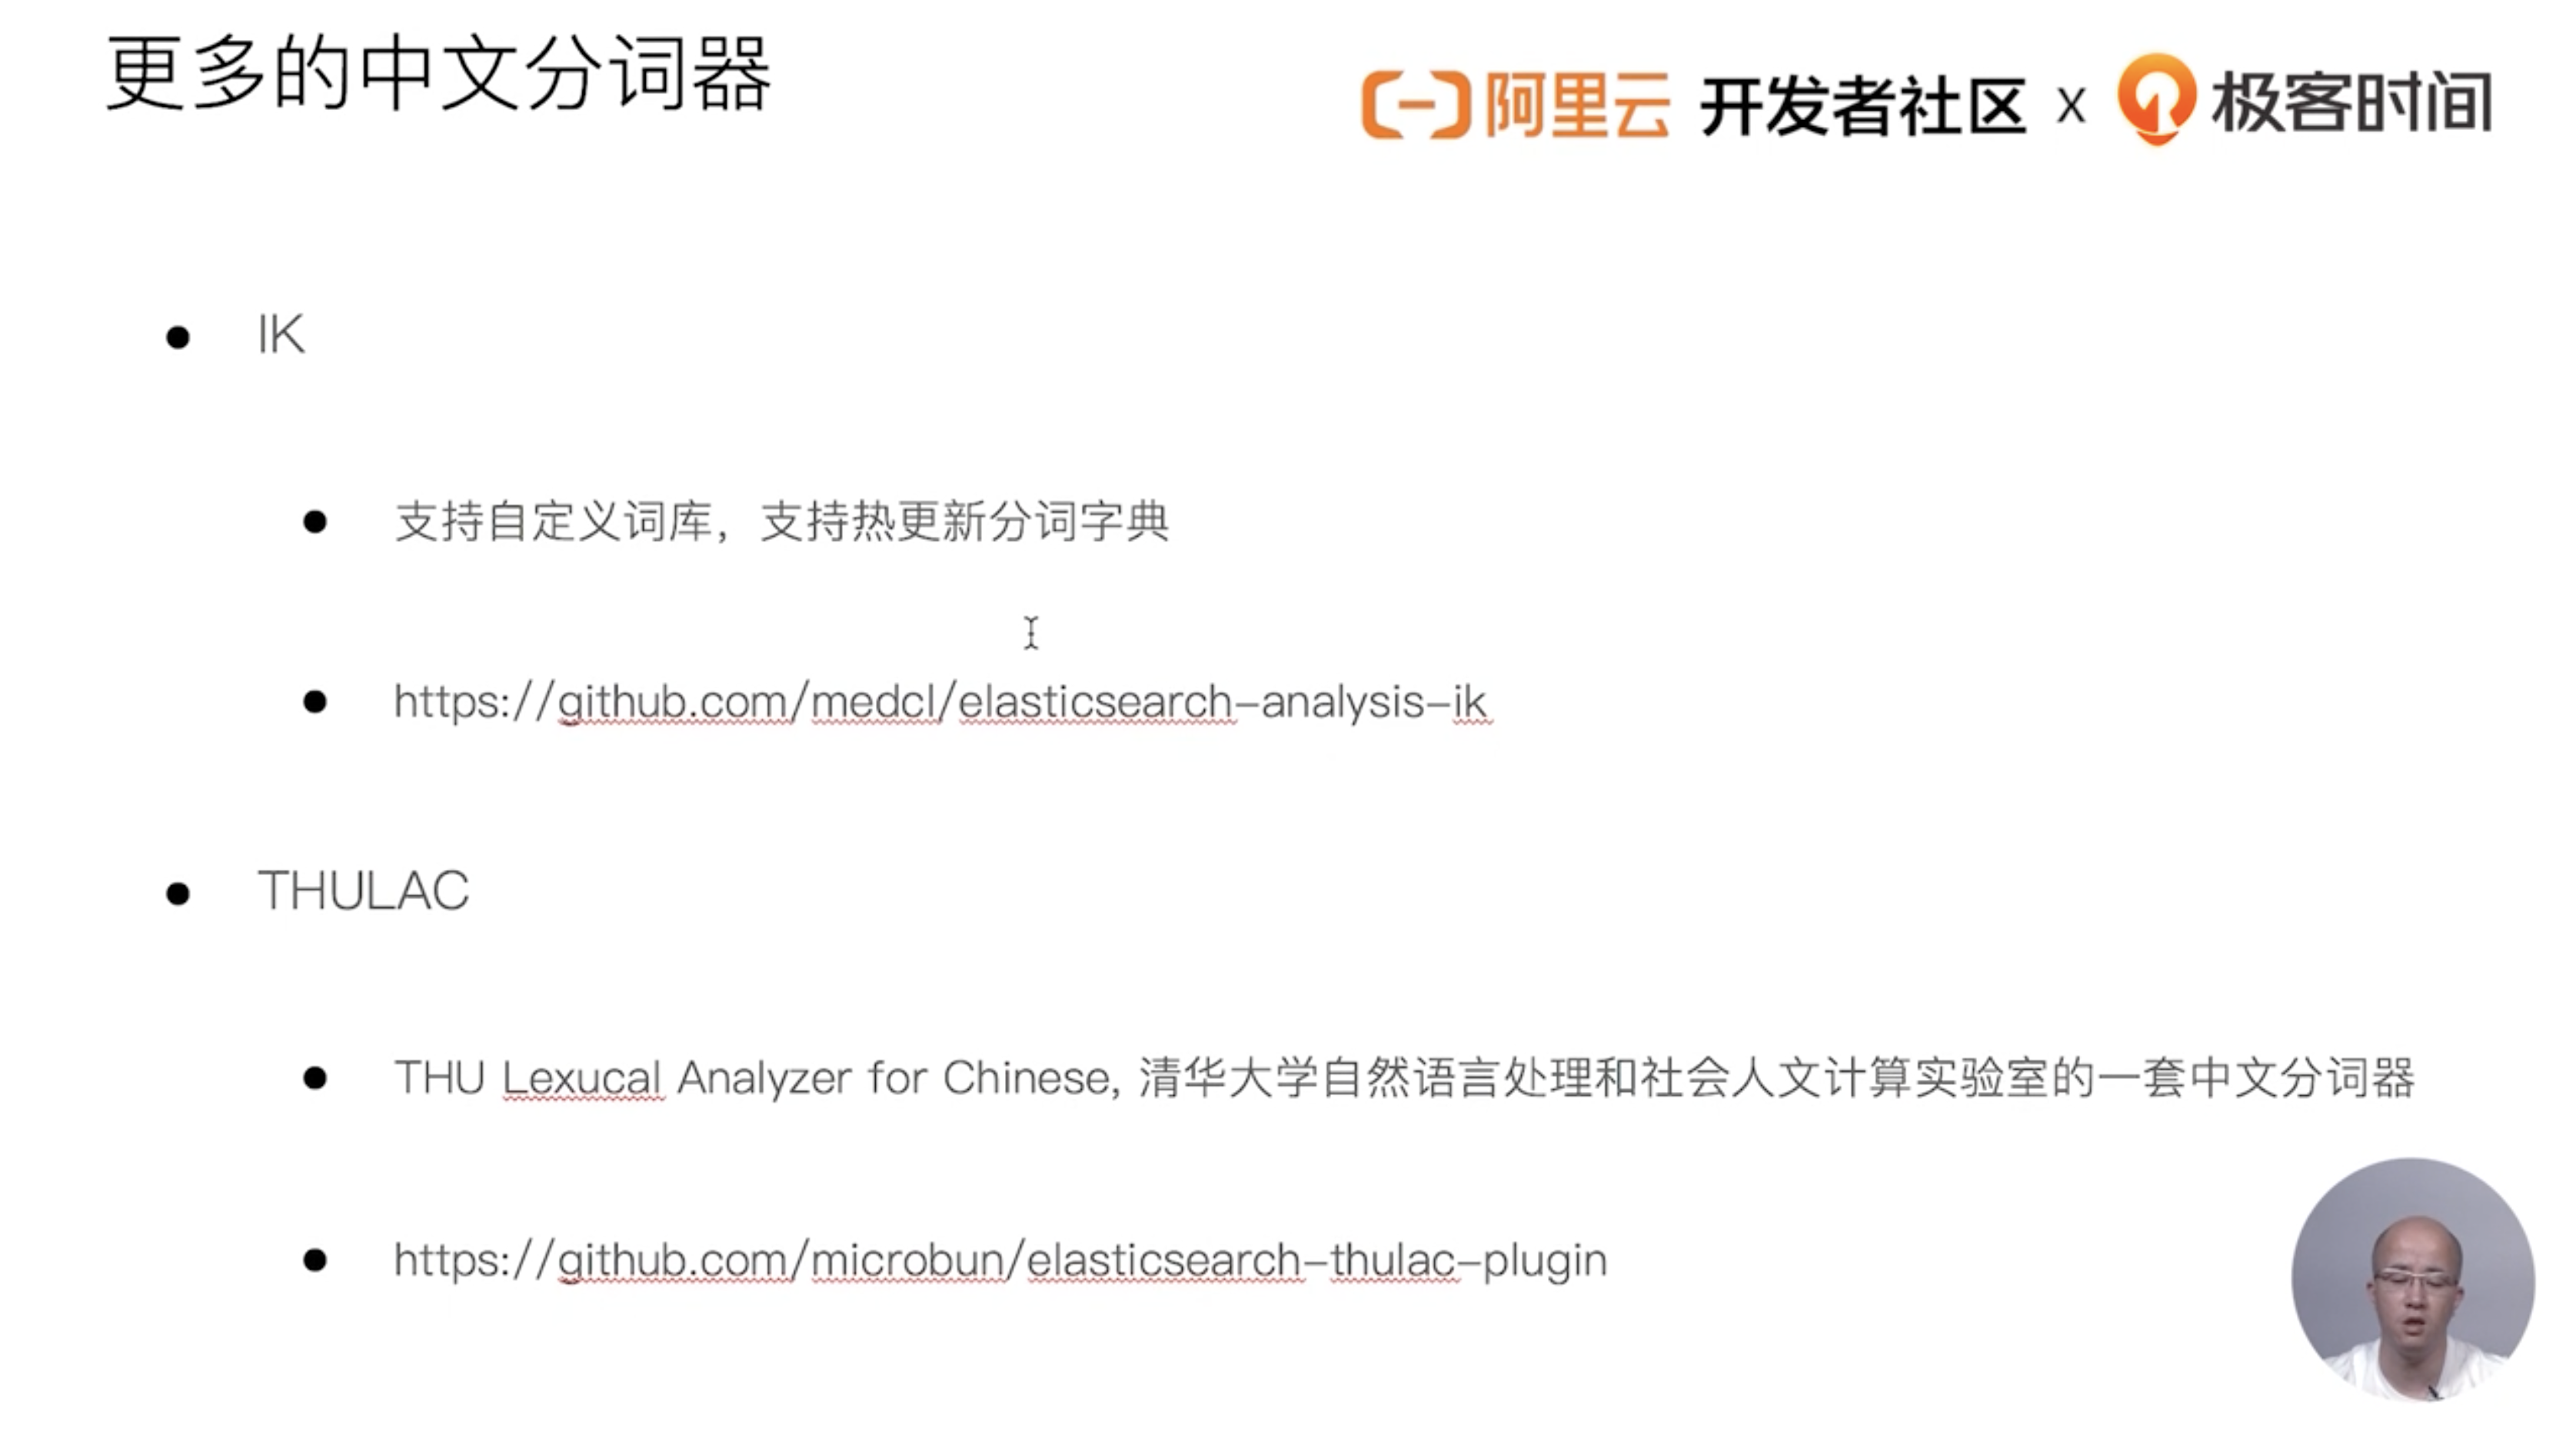 更多的中文分词器
阿里云 开发者社区 x 极客时间
IK
支持自定义词库，支持热更新分词字典
https://github.com/medcl/elasticsearch-analysis-ik
THULAC
THU Lexucal Analyzer for Chinese, 清华大学自然语言处理和社会人文计算实验室的一套中文分词器
https://github.com/microbun/elasticsearch-thulac-plugin